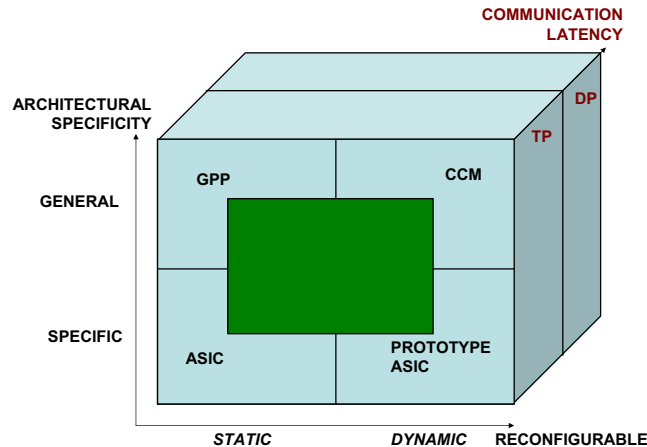 COMMUNICATION
LATENCY
ARCHITECTURAL
SPECIFICITY
DP
TP
GPP
CCM
GENERAL
SPECIFIC
ASIC
PROTOTYPE
ASIC
STATIC
DYNAMIC
RECONFIGURABLE